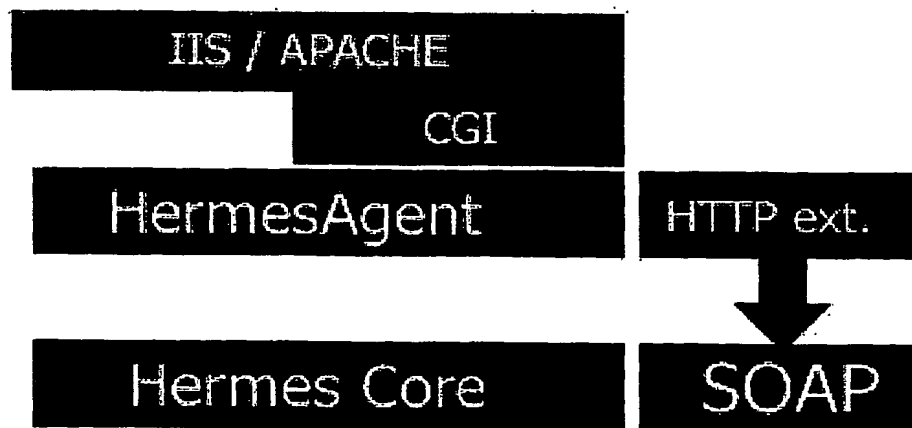 IIS / APACHE
CGI
HermesAgent
HTTP ext.
Hermes Core
SOAP